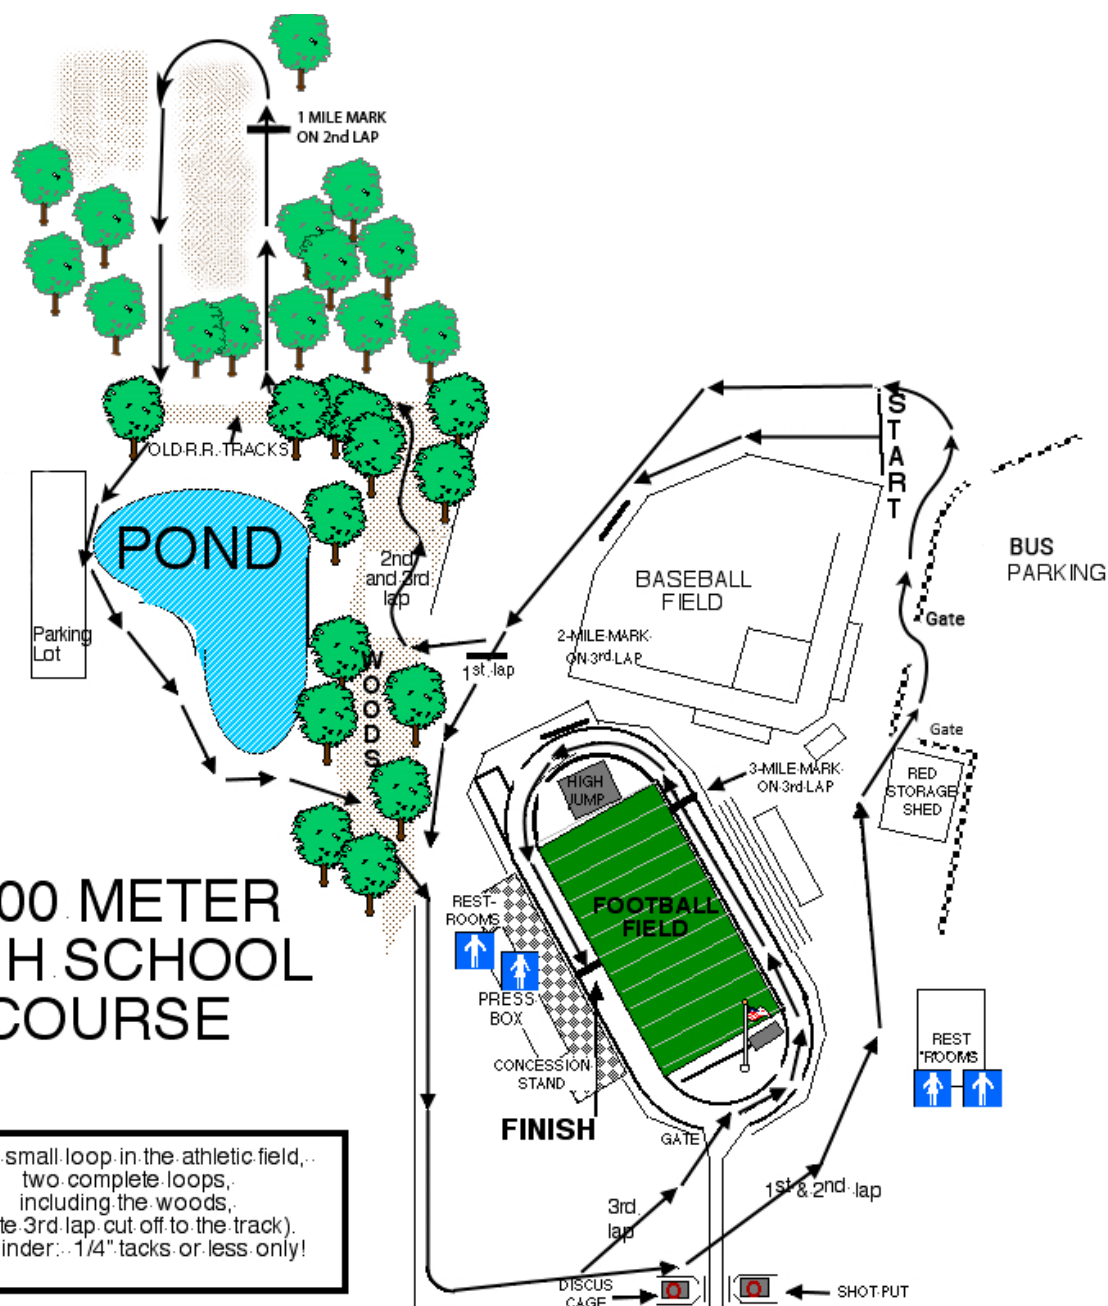 1 MILE MARK
ON 2nd LAP
OLD R.R. TRACKS
START
POND
2nd
and 3rd
lap
BUS
PARKING
BASEBALL
FIELD
Gate
Parking
Lot
2-MILE-MARK
ON 3rd LAP
WOODS
1st lap
Gate
3-MILE-MARK
ON 3rd LAP
HIGH
JUMP
RED
STORAGE
SHED
00 METER
H SCHOOL
COURSE
REST-
ROOMS
FOOTBALL
FIELD
PRESS
BOX
CONCESSION
STAND
REST
ROOMS
FINISH
GATE
small loop in the athletic field,
two complete loops,
including the woods,
te 3rd lap cut off to the track).
inder: 1/4" tacks or less only!
1st & 2nd lap
3rd
lap
DISCUS
CAGE
SHOT-PUT